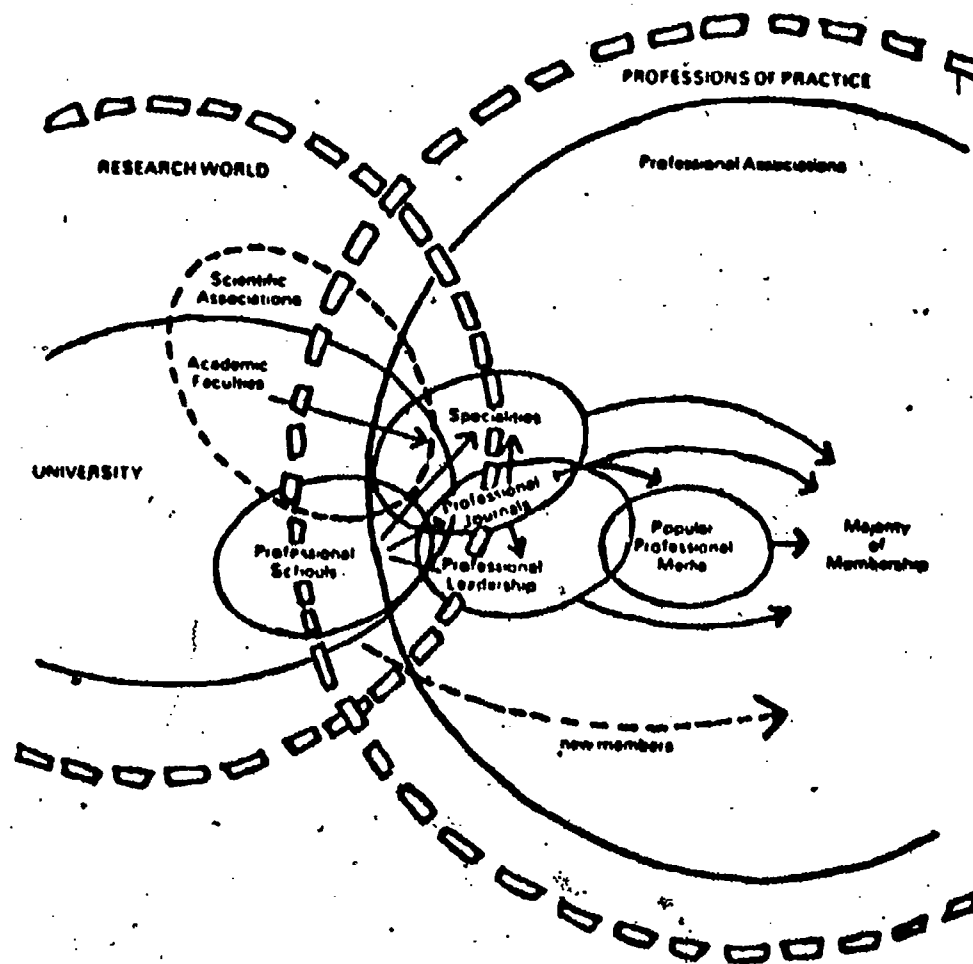 PROFESSIONS OF PRACTICE
RESEARCH WORLD
Professional Associations
Scientific
Associations
Academic
Faculties
Specialities
UNIVERSITY
Professional
Journals
Professional
Schools
Professional
Leadership
Popular
Professional
Media
Majority
of
Membership
new members